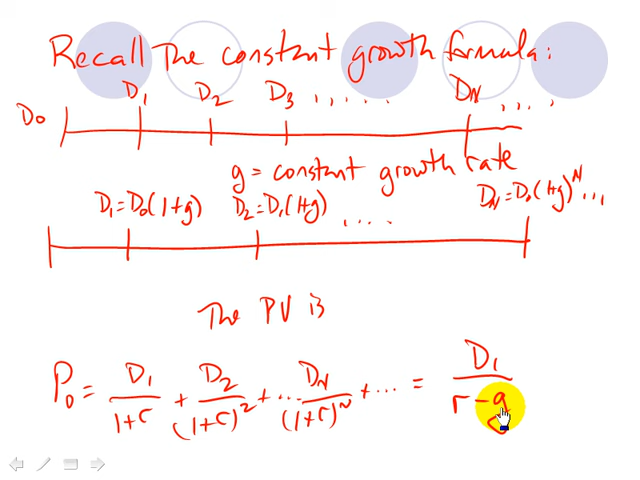 Recall The constant growth formula:
D0 D1 D2 D3 ..... DN ....
g = constant growth rate
D1 = D0(1+g) D2 = D1(1+g) .... DN = D0(1+g)^N ...
The PV is
P0 = D1/(1+r) + D2/(1+r)^2 + ... DN/(1+r)^N + ... = D1/(r-g)